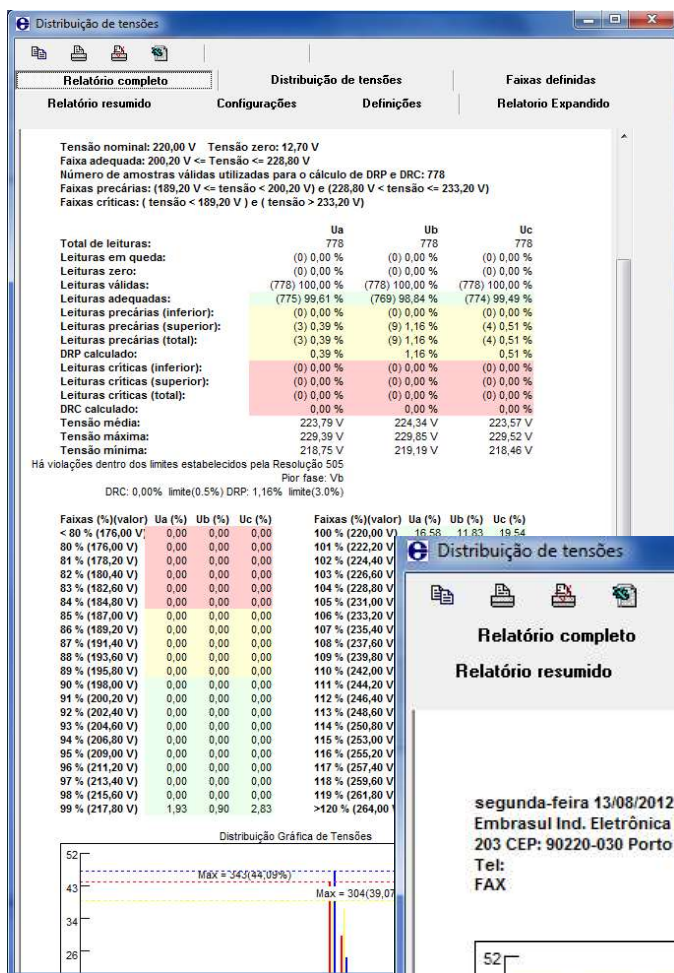 Distribuição de tensões
Relatório completo Distribuição de tensões Faixas definidas
Relatório resumido Configurações Definições Relatorio Expandido
Tensão nominal: 220,00 V Tensão zero: 12,70 V
Faixa adequada: 200,20 V <= Tensão <= 228,80 V
Número de amostras válidas utilizadas para o cálculo de DRP e DRC: 778
Faixas precárias: (189,20 V <= tensão < 200,20 V) e (228,80 V < tensão <= 233,20 V)
Faixas críticas: ( tensão < 189,20 V ) e ( tensão > 233,20 V)
Ua Ub Uc
Total de leituras: 778 778 778
Leituras em queda: (0) 0,00 % (0) 0,00 % (0) 0,00 %
Leituras zero: (0) 0,00 % (0) 0,00 % (0) 0,00 %
Leituras válidas: (778) 100,00 % (778) 100,00 % (778) 100,00 %
Leituras adequadas: (775) 99,61 % (769) 98,84 % (774) 99,49 %
Leituras precárias (inferior): (0) 0,00 % (0) 0,00 % (0) 0,00 %
Leituras precárias (superior): (3) 0,39 % (9) 1,16 % (4) 0,51 %
Leituras precárias (total): (3) 0,39 % (9) 1,16 % (4) 0,51 %
DRP calculado: 0,39 % 1,16 % 0,51 %
Leituras críticas (inferior): (0) 0,00 % (0) 0,00 % (0) 0,00 %
Leituras críticas (superior): (0) 0,00 % (0) 0,00 % (0) 0,00 %
Leituras críticas (total): (0) 0,00 % (0) 0,00 % (0) 0,00 %
DRC calculado: 0,00 % 0,00 % 0,00 %
Tensão média: 223,79 V 224,34 V 223,57 V
Tensão máxima: 229,39 V 229,85 V 229,52 V
Tensão mínima: 218,75 V 219,19 V 218,46 V
Há violações dentro dos limites estabelecidos pela Resolução 505
Pior fase: Vb
DRC: 0,00% limite(0.5%) DRP: 1,16% limite(3.0%)
Faixas (%)(valor) Ua (%) Ub (%) Uc (%) Faixas (%)(valor) Ua (%) Ub (%) Uc (%)
< 80 % (176,00 V) 0,00 0,00 0,00 100 % (220,00 V) 16,58 11,83 19,54
80 % (176,00 V) 0,00 0,00 0,00 101 % (222,20 V)
81 % (178,20 V) 0,00 0,00 0,00 102 % (224,40 V)
82 % (180,40 V) 0,00 0,00 0,00 103 % (226,60 V)
83 % (182,60 V) 0,00 0,00 0,00 104 % (228,80 V)
84 % (184,80 V) 0,00 0,00 0,00 105 % (231,00 V)
85 % (187,00 V) 0,00 0,00 0,00 106 % (233,20 V)
86 % (189,20 V) 0,00 0,00 0,00 107 % (235,40 V)
87 % (191,40 V) 0,00 0,00 0,00 108 % (237,60 V)
88 % (193,60 V) 0,00 0,00 0,00 109 % (239,80 V)
89 % (195,80 V) 0,00 0,00 0,00 110 % (242,00 V)
90 % (198,00 V) 0,00 0,00 0,00 111 % (244,20 V)
91 % (200,20 V) 0,00 0,00 0,00 112 % (246,40 V)
92 % (202,40 V) 0,00 0,00 0,00 113 % (248,60 V)
93 % (204,60 V) 0,00 0,00 0,00 114 % (250,80 V)
94 % (206,80 V) 0,00 0,00 0,00 115 % (253,00 V)
95 % (209,00 V) 0,00 0,00 0,00 116 % (255,20 V)
96 % (211,20 V) 0,00 0,00 0,00 117 % (257,40 V)
97 % (213,40 V) 0,00 0,00 0,00 118 % (259,60 V)
98 % (215,60 V) 0,00 0,00 0,00 119 % (261,80 V)
99 % (217,80 V) 1,93 0,90 2,83 >120 % (264,00
Distribuição Gráfica de Tensões
52
Max = 343(44,09%)
43
Max = 304(39,07
34
26
Distribuição de tensões
Relatório completo
Relatório resumido
segunda-feira 13/08/2012
Embrasul Ind. Eletrônica
203 CEP: 90220-030 Porto
Tel:
FAX
52